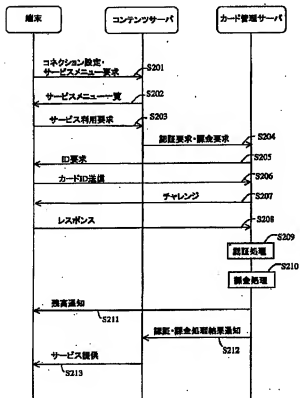 端末
コンテンツサーバ
カード管理サーバ
コネクション設定・
サービスメニュー要求
S201
サービスメニュー一覧
S202
サービス利用要求
S203
認証要求・課金要求
S204
ID要求
S205
カードID送信
S206
チャレンジ
S207
レスポンス
S208
S209
認証処理
S210
課金処理
残高通知
S211
認証・課金処理結果通知
S212
サービス提供
S213